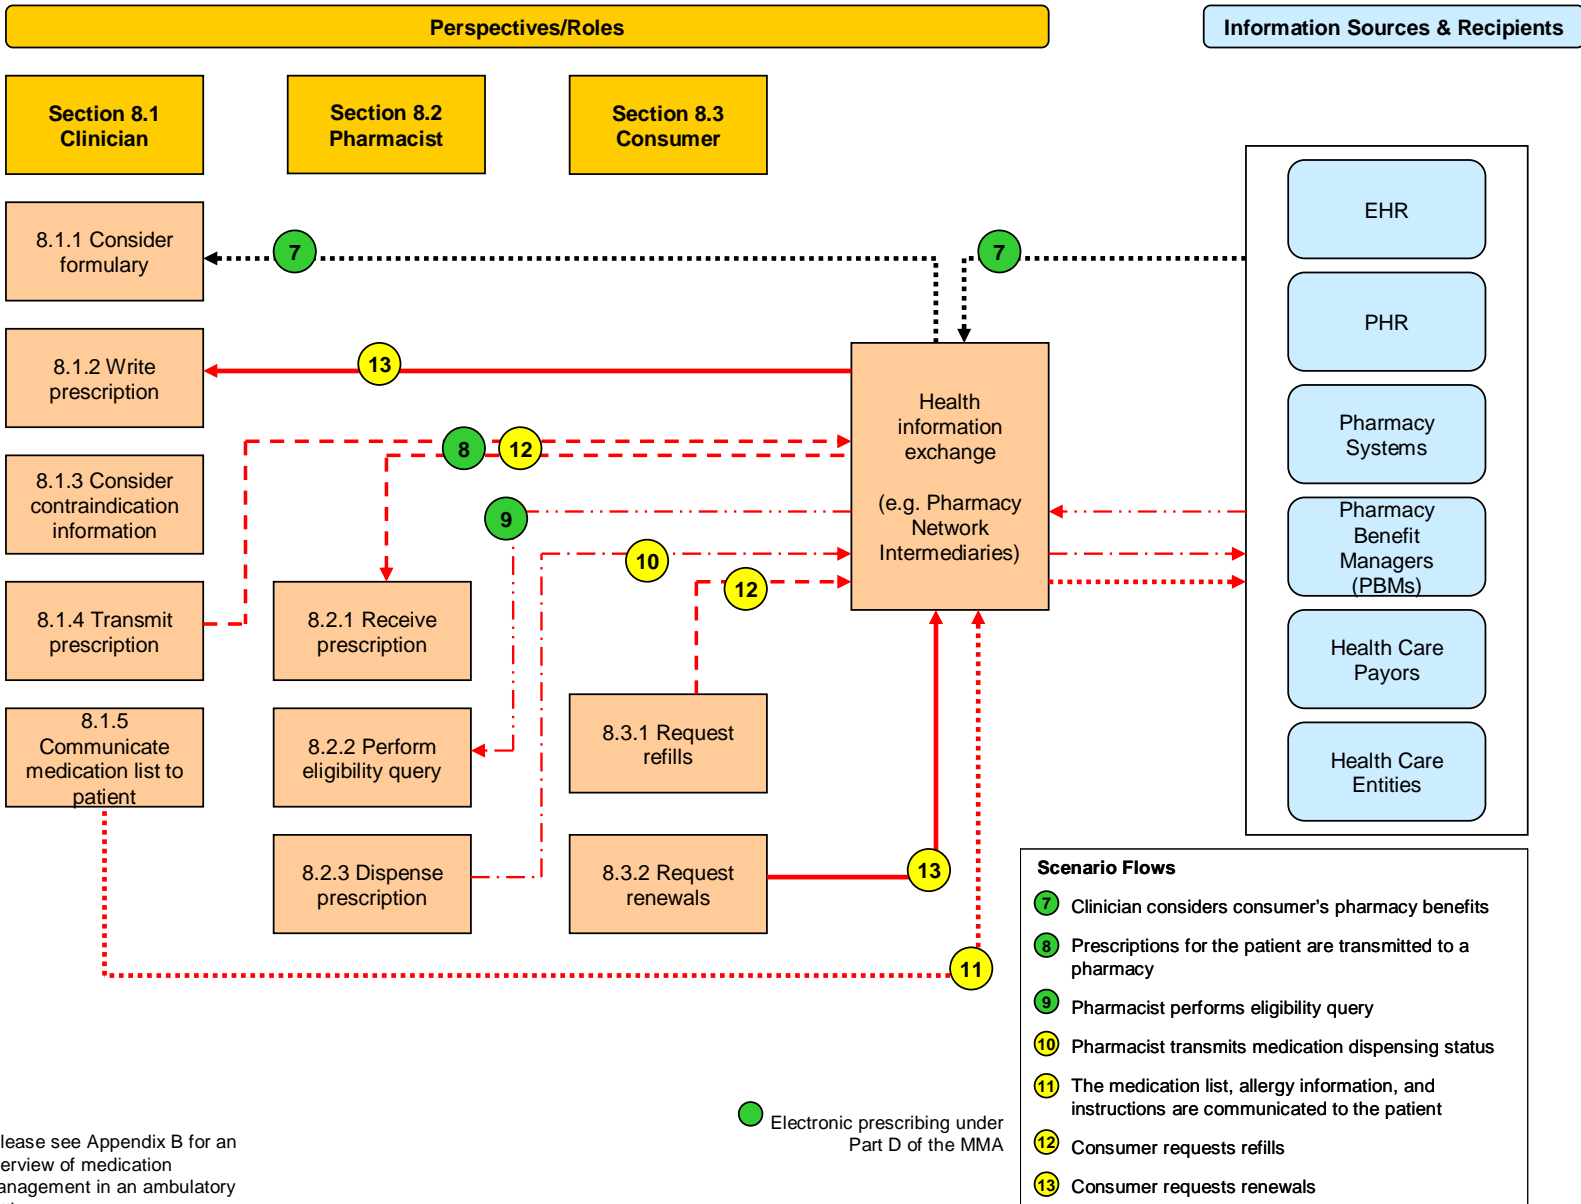 Perspectives/Roles
Information Sources & Recipients
Section 8.1
Clinician
Section 8.2
Pharmacist
Section 8.3
Consumer
8.1.1 Consider
formulary
7
7
EHR
PHR
8.1.2 Write
prescription
13
Health
information
exchange
(e.g. Pharmacy
Network
Intermediaries)
Pharmacy
Systems
8
12
8.1.3 Consider
contraindication
information
9
10
Pharmacy
Benefit
Managers
(PBMs)
12
8.1.4 Transmit
prescription
8.2.1 Receive
prescription
Health Care
Payors
8.1.5
Communicate
medication list to
patient
8.2.2 Perform
eligibility query
8.3.1 Request
refills
Health Care
Entities
8.2.3 Dispense
prescription
8.3.2 Request
renewals
13
11
Scenario Flows
7 Clinician considers consumer's pharmacy benefits
8 Prescriptions for the patient are transmitted to a
pharmacy
9 Pharmacist performs eligibility query
10 Pharmacist transmits medication dispensing status
11 The medication list, allergy information, and
instructions are communicated to the patient
12 Consumer requests refills
13 Consumer requests renewals
Electronic prescribing under
Part D of the MMA
lease see Appendix B for an
erview of medication
anagement in an ambulatory